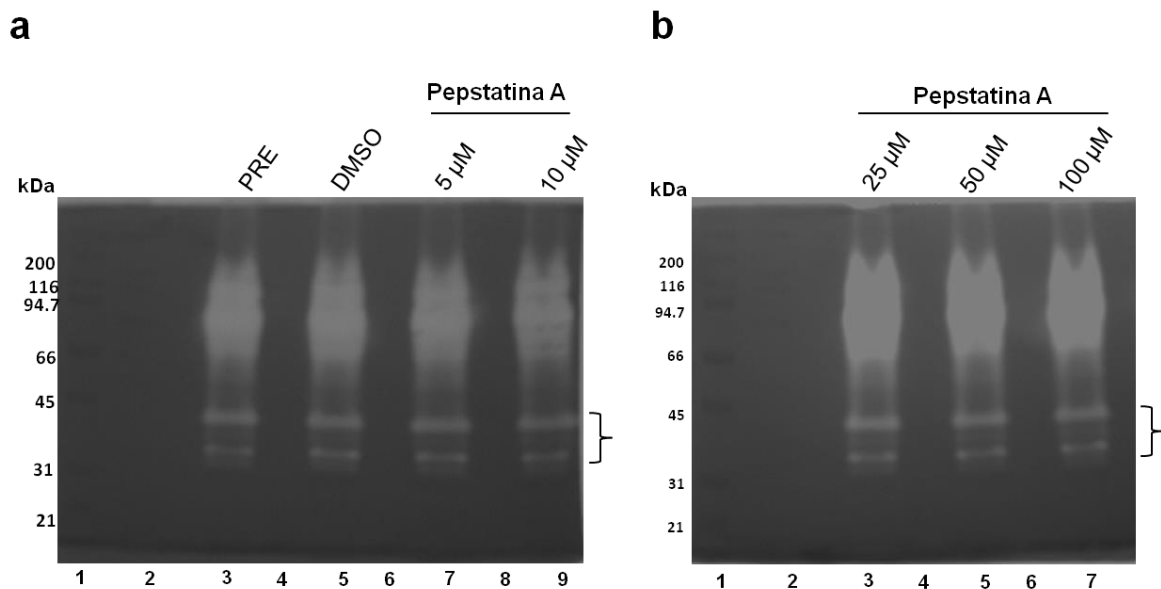 a
Pepstatina A
PRE
DMSO
5 µM
10 µM
kDa
200
116
94.7
66
45
31
21
1 2 3 4 5 6 7 8 9
b
Pepstatina A
25 µM
50 µM
100 µM
kDa
200
116
94.7
66
45
31
21
1 2 3 4 5 6 7